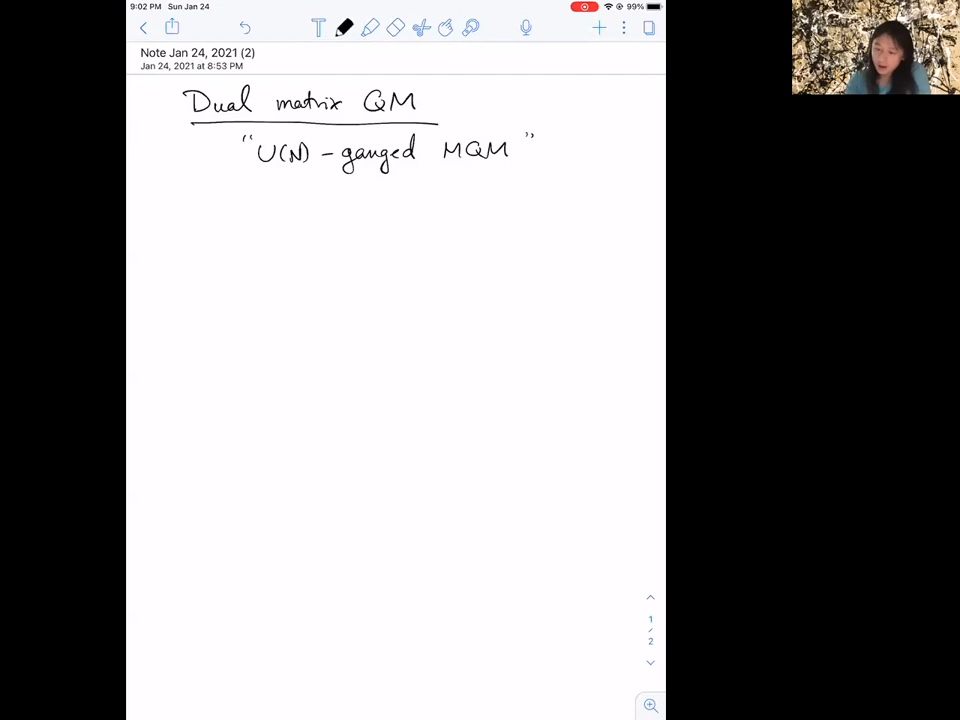 9:02 PM Sun Jan 24
99%
T
Note Jan 24, 2021 (2)
Jan 24, 2021 at 8:53 PM
Dual matrix QM
"U(N) - gauged MQM"
1
/
2